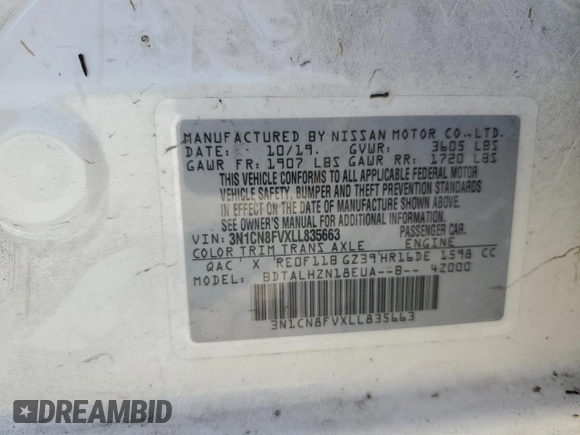 MANUFACTURED BY NISSAN MOTOR CO.,LTD.
DATE: 10/19. GVWR: 3605 LBS
GAWR FR: 1907 LBS GAWR RR: 1720 LBS
THIS VEHICLE CONFORMS TO ALL APPLICABLE FEDERAL MOTOR
VEHICLE SAFETY, BUMPER AND THEFT PREVENTION STANDARDS
IN EFFECT ON THE DATE OF MANUFACTURE SHOWN ABOVE.
SEE OWNER'S MANUAL FOR ADDITIONAL INFORMATION.
VIN: 3N1CN8FVXLL835663 PASSENGER CAR.
COLOR TRIM TRANS AXLE ENGINE
QAC X RE0F11B GZ39 HR16DE 1598 CC
MODEL: BDTALHZN18EUA--B-- 4Z000
3N1CN8FVXLL835663
DREAMBID